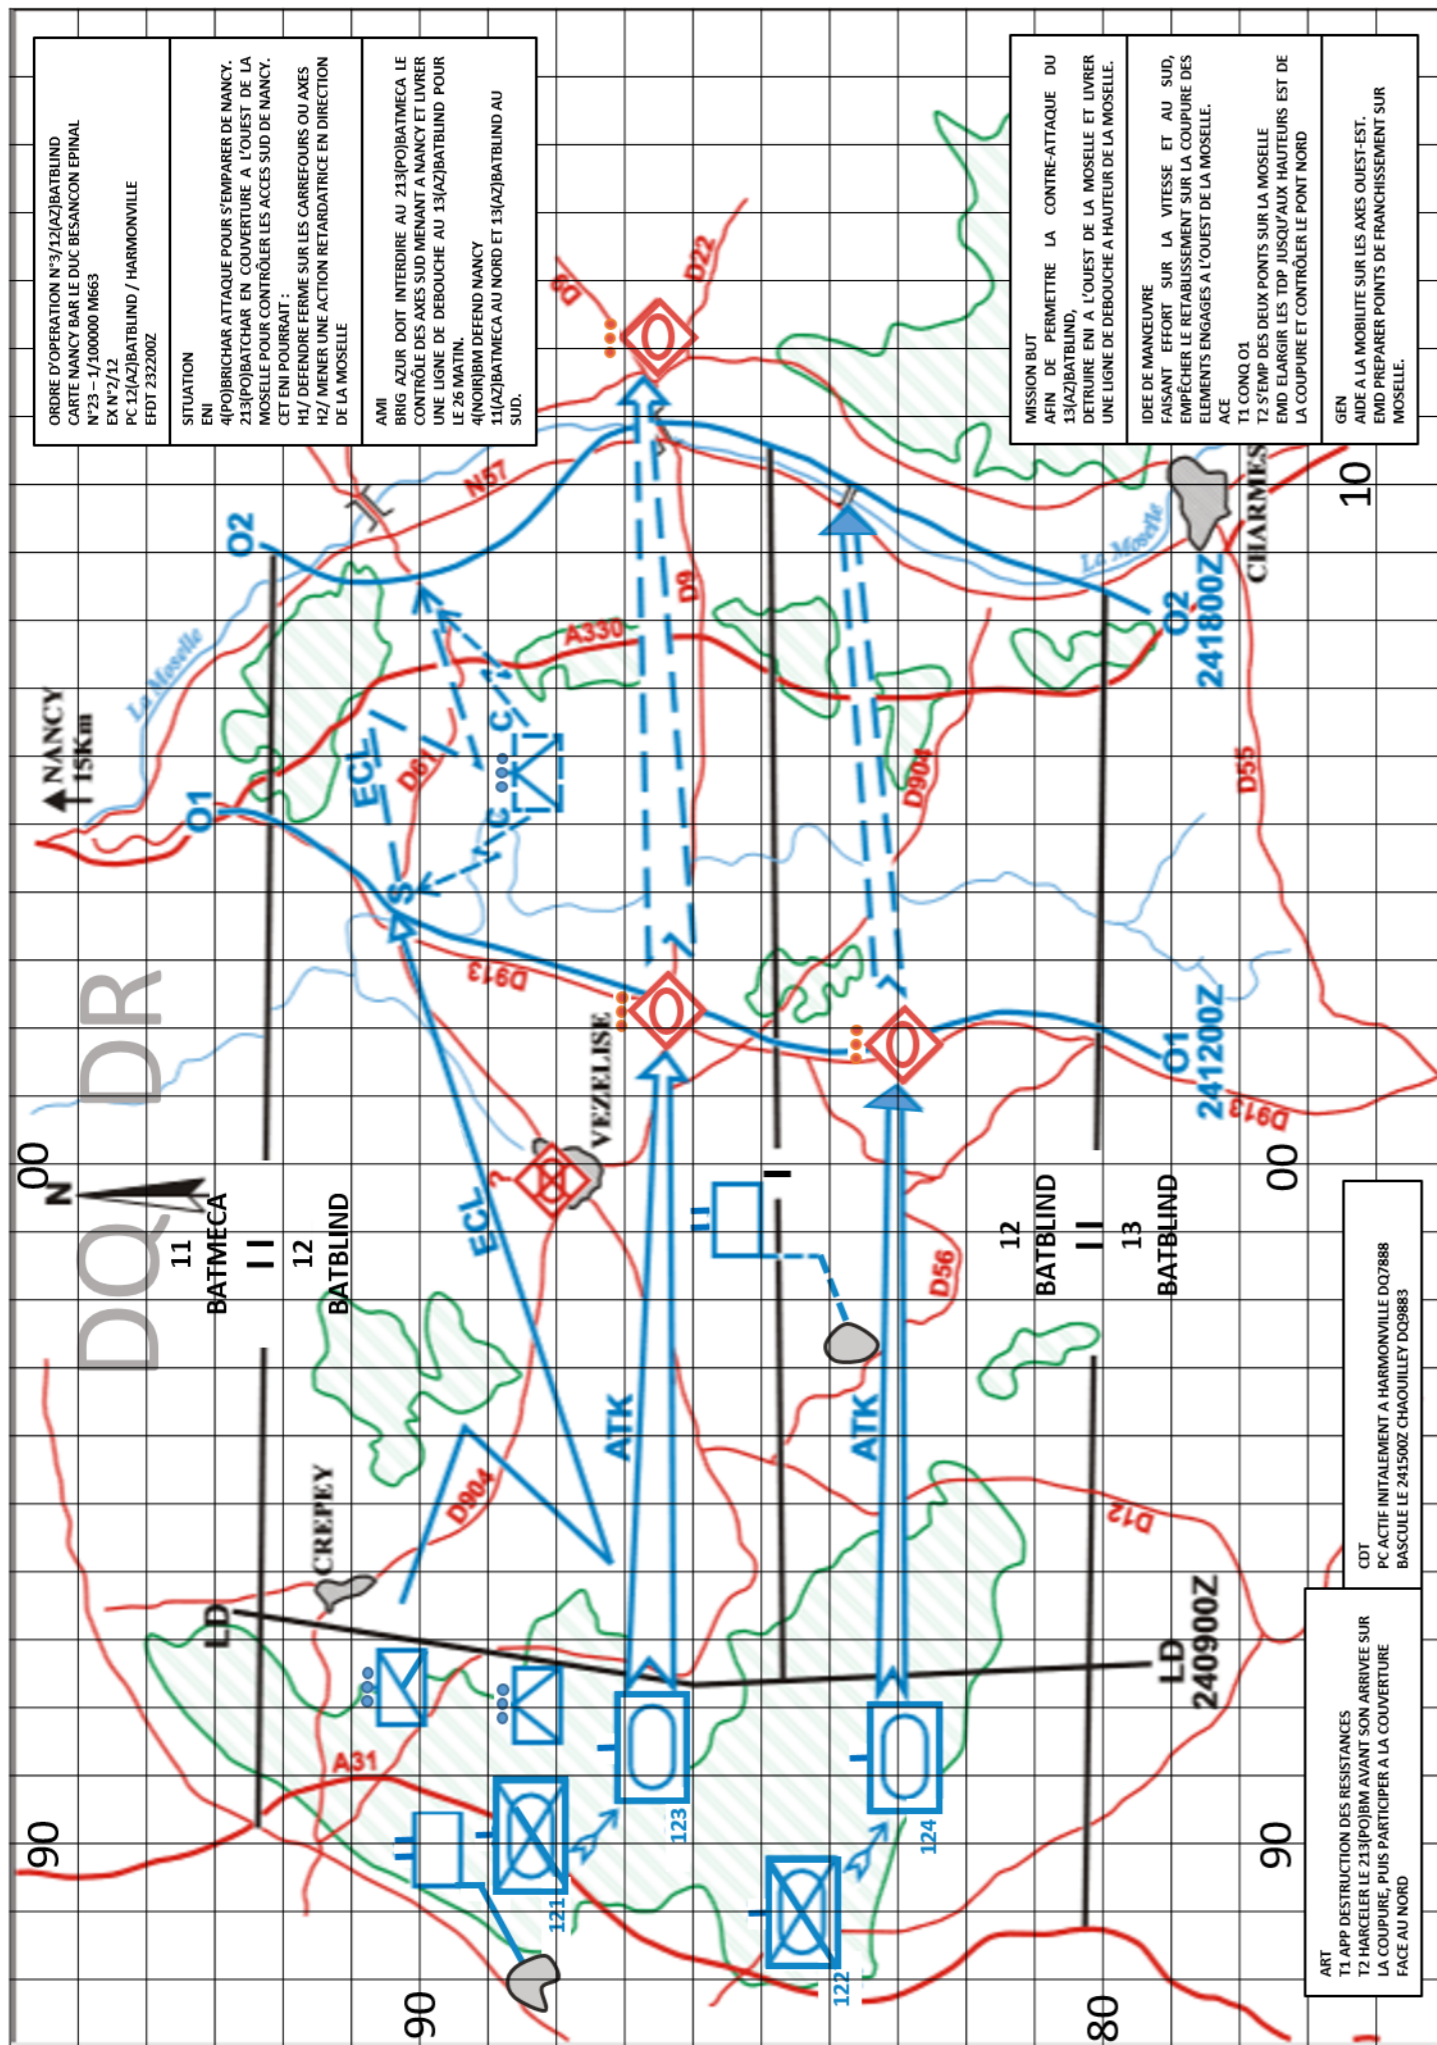 ORDRE D'OPERATION N°3/12(AZ)BATBLIND
CARTE NANCY BAR LE DUC BESANCON EPINAL
N°23 – 1/100000 M663
EX N°2/12
PC 12(AZ)BATBLIND / HARMONVILLE
EFDT 232200Z
SITUATION
ENI
4(PO)BRICHAR ATTAQUE POUR S'EMPARER DE NANCY.
213(PO)BATCHAR EN COUVERTURE A L'OUEST DE LA
MOSELLE POUR CONTRÔLER LES ACCES SUD DE NANCY.
CET ENI POURRAIT :
H1/ DEFENDRE FERME SUR LES CARREFOURS OU AXES
H2/ MENER UNE ACTION RETARDATRICE EN DIRECTION
DE LA MOSELLE
AMI
BRIG AZUR DOIT INTERDIRE AU 213(PO)BATMECA LE
CONTRÔLE DES AXES SUD MENANT A NANCY ET LIVRER
UNE LIGNE DE DEBOUCHE AU 13(AZ)BATBLIND POUR
LE 26 MATIN.
4(NOIR)BM DEFEND NANCY
11(AZ)BATMECA AU NORD ET 13(AZ)BATBLIND AU
SUD.
MISSION BUT
AFIN DE PERMETTRE LA CONTRE-ATTAQUE DU
13(AZ)BATBLIND,
DETRUIRE ENI A L'OUEST DE LA MOSELLE ET LIVRER
UNE LIGNE DE DEBOUCHE A HAUTEUR DE LA MOSELLE.
IDEE DE MANŒUVRE
FAISANT EFFORT SUR LA VITESSE ET AU SUD,
EMPÊCHER LE RETABLISSEMENT SUR LA COUPURE DES
ELEMENTS ENGAGES A L'OUEST DE LA MOSELLE.
ACE
T1 CONQ O1
T2 S'EMP DES DEUX PONTS SUR LA MOSELLE
EMD ELARGIR LES TDP JUSQU'AUX HAUTEURS EST DE
LA COUPURE ET CONTRÔLER LE PONT NORD
GEN
AIDE A LA MOBILITE SUR LES AXES OUEST-EST.
EMD PREPARER POINTS DE FRANCHISSEMENT SUR
MOSELLE.
ART
T1 APP DESTRUCTION DES RESISTANCES
T2 HARCELER LE 213(PO)BM AVANT SON ARRIVEE SUR
LA COUPURE, PUIS PARTICIPER A LA COUVERTURE
FACE AU NORD
CDT
PC ACTIF INITALEMENT A HARMONVILLE DQ7888
BASCULE LE 241500Z CHAOUILLEY DQ9883
NANCY
15Km
La Moselle
DQ DR
N
90
00
90
80
90
00
10
11
BATMECA
II
12
BATBLIND
12
BATBLIND
II
13
BATBLIND
I
LD
LD
240900Z
O1
O1
241200Z
O2
O2
241800Z
CREPEY
VEZELISE
CHARMES
La Moselle
A31
D904
D12
D56
D913
D913
D61
A330
N57
D9
D9
D22
D904
D55
ECL
ECL
S
C
C
ATK
ATK
?
121
122
123
124